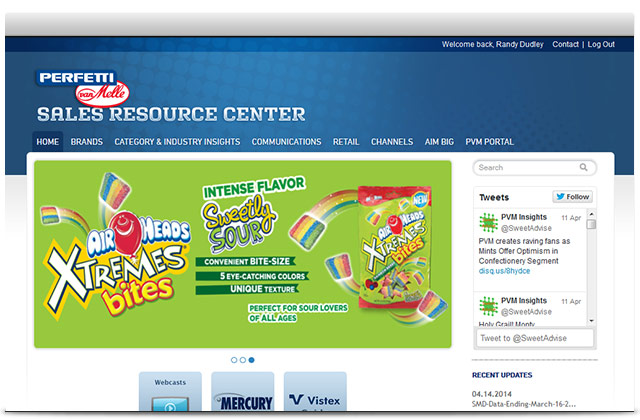 Welcome back, Randy Dudley Contact | Log Out
PERFETTI
van Melle
SALES RESOURCE CENTER
HOME BRANDS CATEGORY & INDUSTRY INSIGHTS COMMUNICATIONS RETAIL CHANNELS AIM BIG PVM PORTAL
INTENSE FLAVOR
Sweetly
SOUR
AIRHEADS
XTREMES
bites
CONVENIENT BITE-SIZE
5 EYE-CATCHING COLORS
UNIQUE TEXTURE
PERFECT FOR SOUR LOVERS
OF ALL AGES
NEW
AIRHEADS
XTREMES
bites
Search
Tweets
Follow
PVM Insights 11 Apr
@SweetAdvise
PVM creates raving fans as
Mints Offer Optimism in
Confectionery Segment
disq.us/8hydce
PVM Insights 11 Apr
@SweetAdvise
Holy Grail! Monty
Tweet to @SweetAdvise
RECENT UPDATES
04.14.2014
SMD-Data-Ending-March-16-2...
Webcasts
MERCURY
Vistex